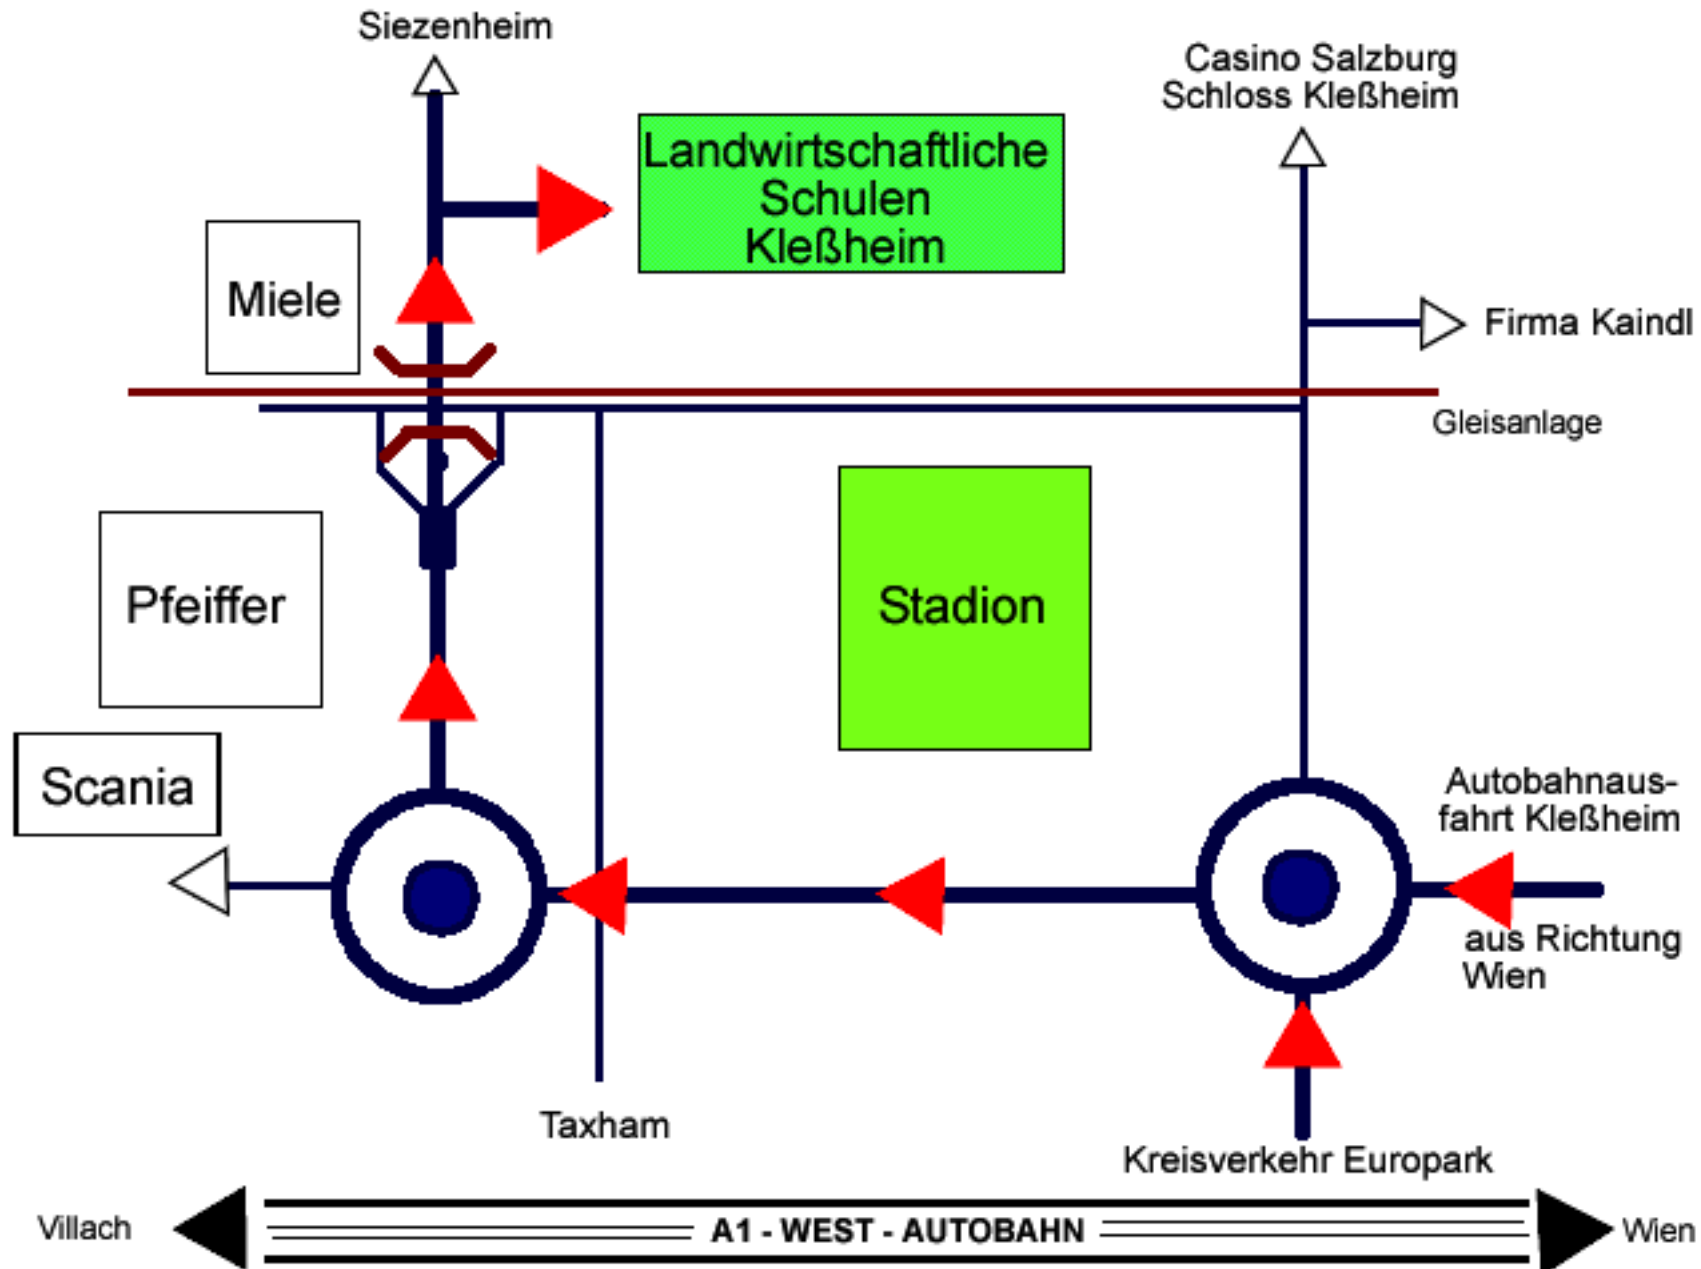 Siezenheim
Casino Salzburg
Schloss Kleßheim
Landwirtschaftliche
Schulen
Kleßheim
Miele
Firma Kaindl
Gleisanlage
Pfeiffer
Stadion
Scania
Autobahnaus-
fahrt Kleßheim
aus Richtung
Wien
Taxham
Kreisverkehr Europark
Villach
A1 - WEST - AUTOBAHN
Wien